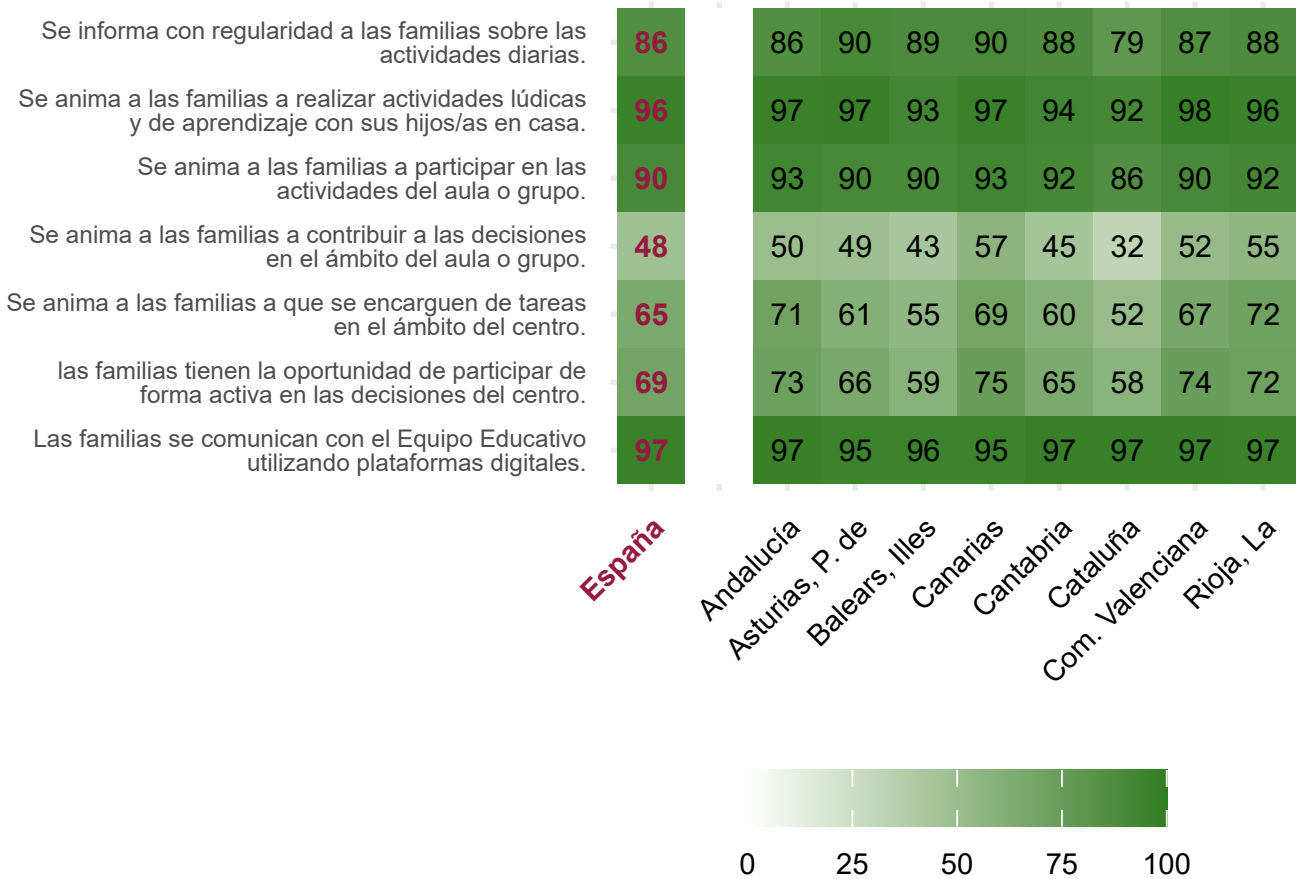 Se informa con regularidad a las familias sobre las
actividades diarias.
86 86 90 89 90 88 79 87 88
Se anima a las familias a realizar actividades lúdicas
y de aprendizaje con sus hijos/as en casa.
96 97 97 93 97 94 92 98 96
Se anima a las familias a participar en las
actividades del aula o grupo.
90 93 90 90 93 92 86 90 92
Se anima a las familias a contribuir a las decisiones
en el ámbito del aula o grupo.
48 50 49 43 57 45 32 52 55
Se anima a las familias a que se encarguen de tareas
en el ámbito del centro.
65 71 61 55 69 60 52 67 72
las familias tienen la oportunidad de participar de
forma activa en las decisiones del centro.
69 73 66 59 75 65 58 74 72
Las familias se comunican con el Equipo Educativo
utilizando plataformas digitales.
97 97 95 96 95 97 97 97 97
España
Andalucía
Asturias, P. de
Balears, Illes
Canarias
Cantabria
Cataluña
Com. Valenciana
Rioja, La
0 25 50 75 100